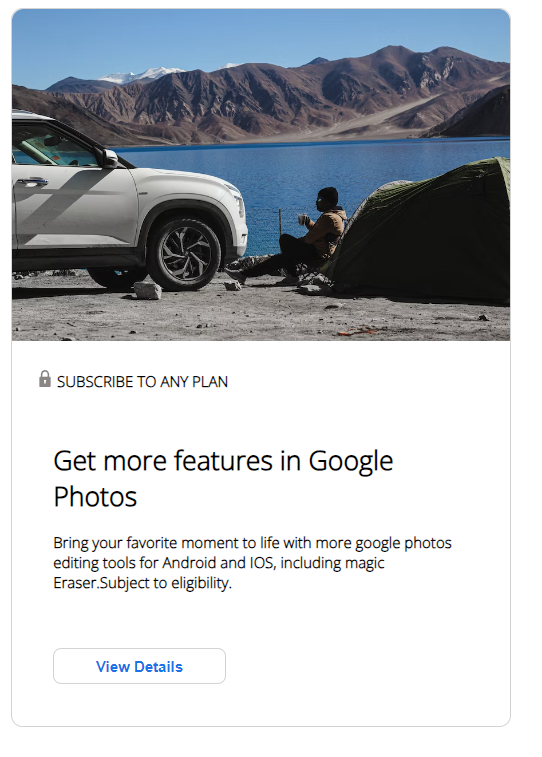 SUBSCRIBE TO ANY PLAN
Get more features in Google
Photos
Bring your favorite moment to life with more google photos
editing tools for Android and IOS, including magic
Eraser.Subject to eligibility.
View Details